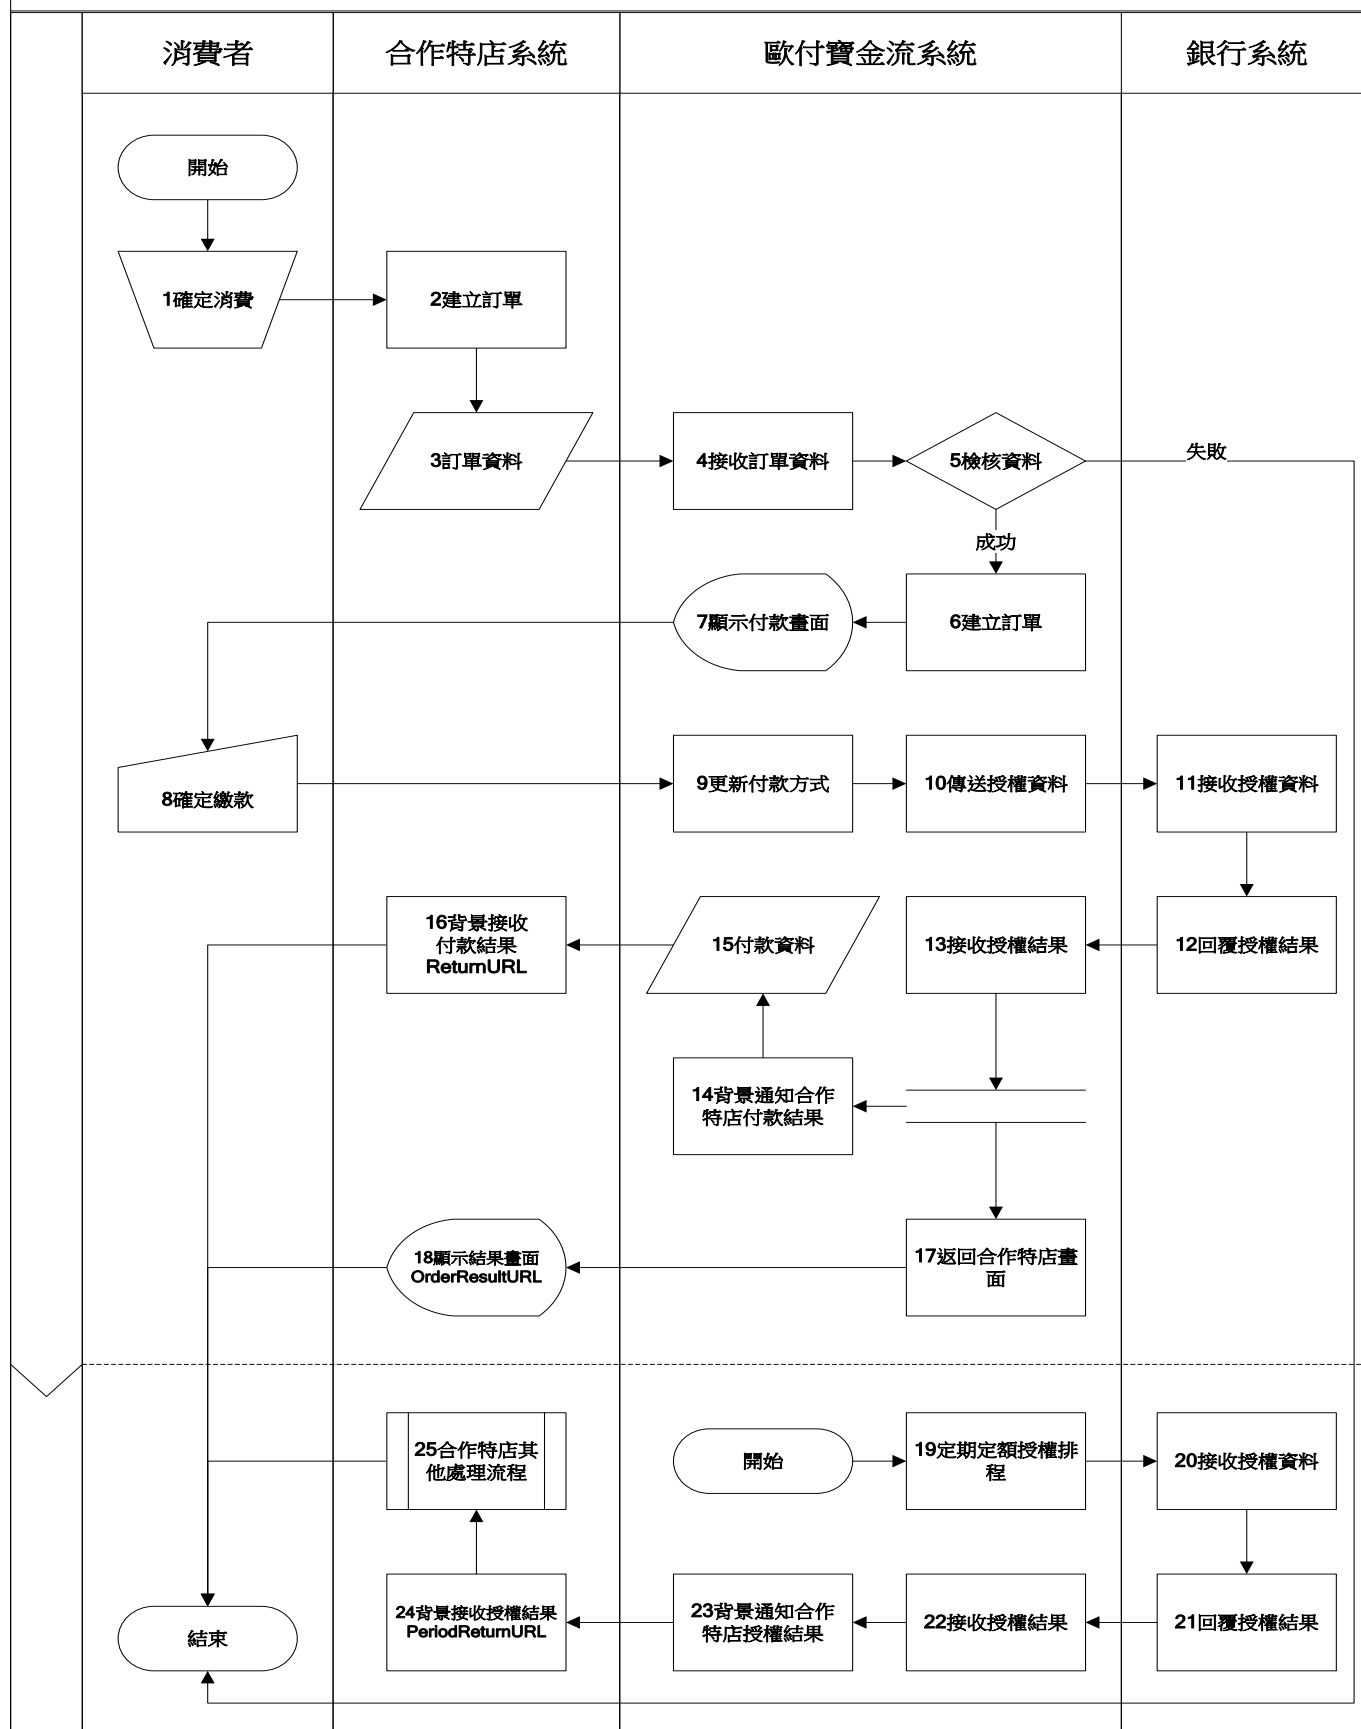 消費者
合作特店系統
歐付寶金流系統
銀行系統
開始
1確定消費
2建立訂單
3訂單資料
4接收訂單資料
5檢核資料
失敗
成功
7顯示付款畫面
6建立訂單
8確定繳款
9更新付款方式
10傳送授權資料
11接收授權資料
16背景接收
付款結果
ReturnURL
15付款資料
13接收授權結果
12回覆授權結果
14背景通知合作
特店付款結果
18顯示結果畫面
OrderResultURL
17返回合作特店畫
面
25合作特店其
他處理流程
開始
19定期定額授權排
程
20接收授權資料
結束
24背景接收授權結果
PeriodReturnURL
23背景通知合作
特店授權結果
22接收授權結果
21回覆授權結果